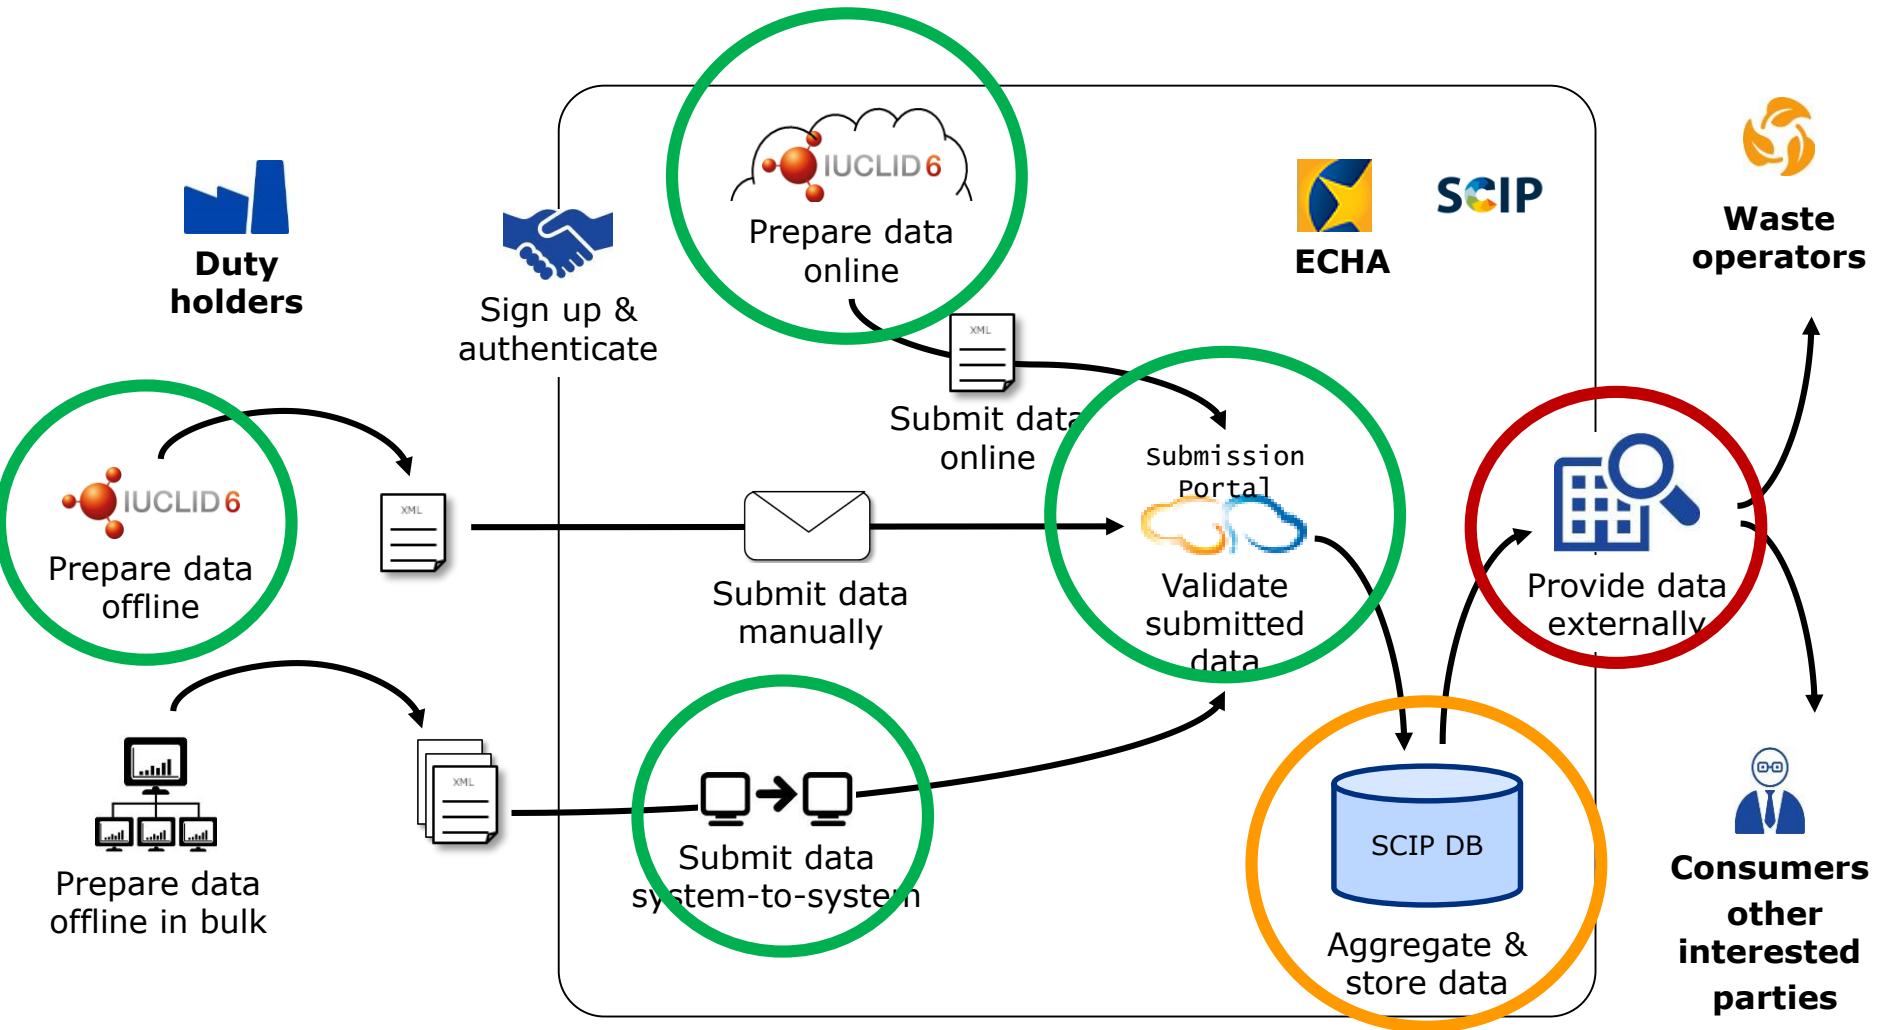 IUCLID 6
Prepare data
online
Duty
holders
Sign up &
authenticate
ECHA
SCIP
Waste
operators
XML
Submit data
online
IUCLID 6
Prepare data
offline
XML
Submit data
manually
Submission
Portal
Validate
submitted
data
Provide data
externally
Prepare data
offline in bulk
XML
Submit data
system-to-system
SCIP DB
Aggregate &
store data
Consumers
other
interested
parties